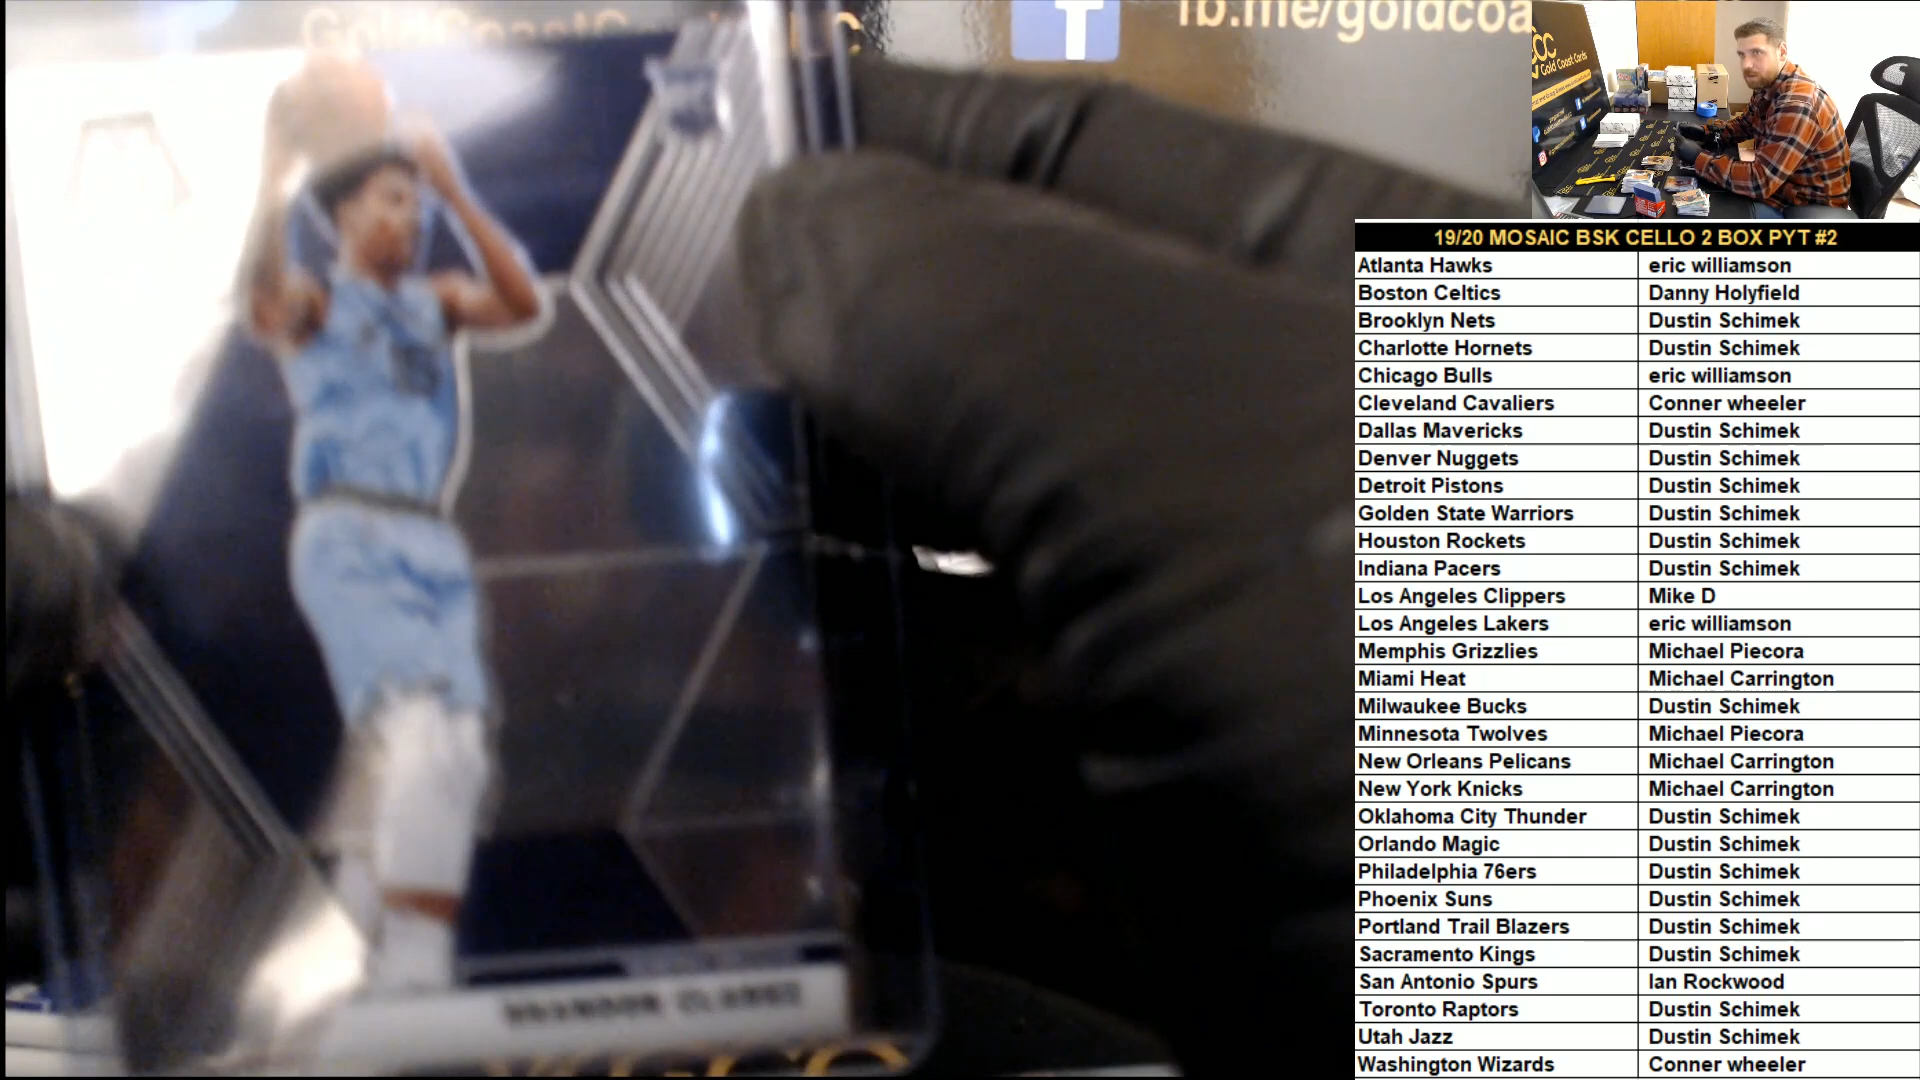 GoldCoastC
fb.me/goldcoa
GCC
Gold Coast Cards
19/20 MOSAIC BSK CELLO 2 BOX PYT #2
Atlanta Hawks eric williamson
Boston Celtics Danny Holyfield
Brooklyn Nets Dustin Schimek
Charlotte Hornets Dustin Schimek
Chicago Bulls eric williamson
Cleveland Cavaliers Conner wheeler
Dallas Mavericks Dustin Schimek
Denver Nuggets Dustin Schimek
Detroit Pistons Dustin Schimek
Golden State Warriors Dustin Schimek
Houston Rockets Dustin Schimek
Indiana Pacers Dustin Schimek
Los Angeles Clippers Mike D
Los Angeles Lakers eric williamson
Memphis Grizzlies Michael Piecora
Miami Heat Michael Carrington
Milwaukee Bucks Dustin Schimek
Minnesota Twolves Michael Piecora
New Orleans Pelicans Michael Carrington
New York Knicks Michael Carrington
Oklahoma City Thunder Dustin Schimek
Orlando Magic Dustin Schimek
Philadelphia 76ers Dustin Schimek
Phoenix Suns Dustin Schimek
Portland Trail Blazers Dustin Schimek
Sacramento Kings Dustin Schimek
San Antonio Spurs Ian Rockwood
Toronto Raptors Dustin Schimek
Utah Jazz Dustin Schimek
Washington Wizards Conner wheeler
BRANDON CLARKE